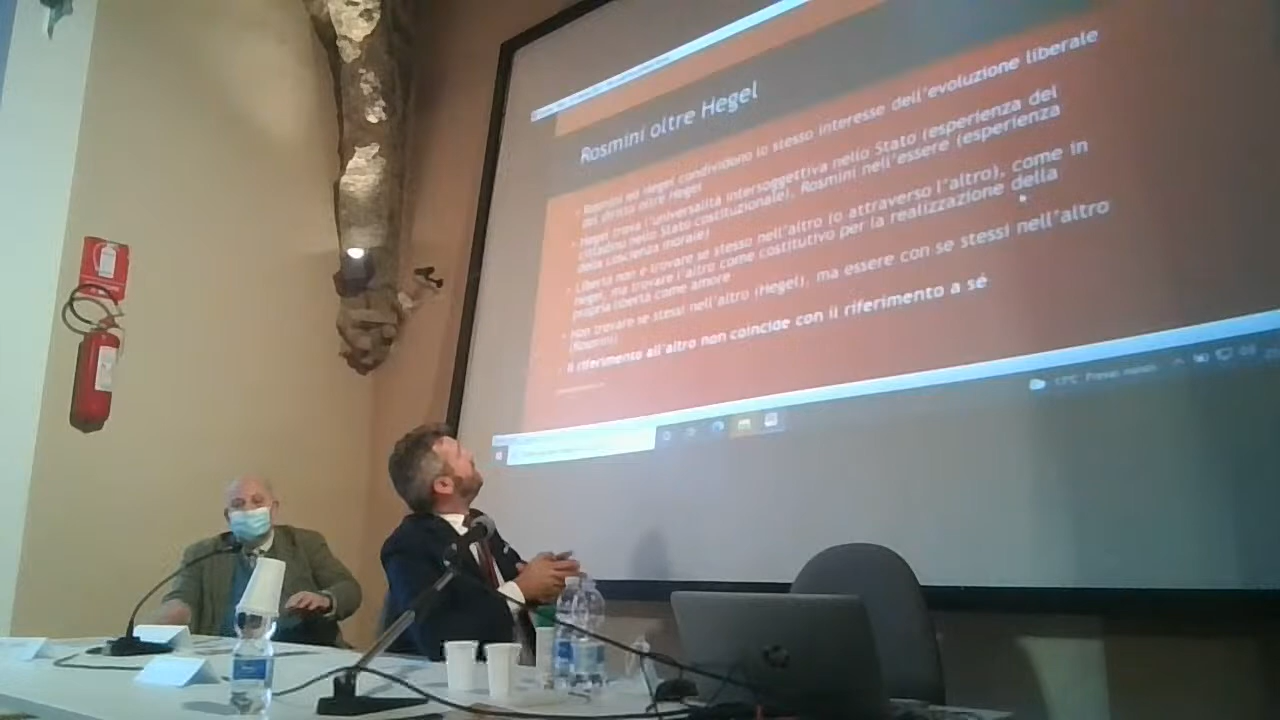 Rosmini oltre Hegel
Rosmini ed Hegel condividono lo stesso interesse dell'evoluzione liberale
del diritto oltre Hegel
Hegel trova l'universalità intersoggettiva nello Stato (esperienza del
cittadino nello Stato costituzionale), Rosmini nell'essere (esperienza
della coscienza morale)
Libertà non è trovare se stesso nell'altro (o attraverso l'altro), come in
Hegel, ma trovare l'altro come costitutivo per la realizzazione della
propria libertà come amore
Non trovare se stessi nell'altro (Hegel), ma essere con se stessi nell'altro
(Rosmini)
Il riferimento all'altro non coincide con il riferimento a sé
17°C